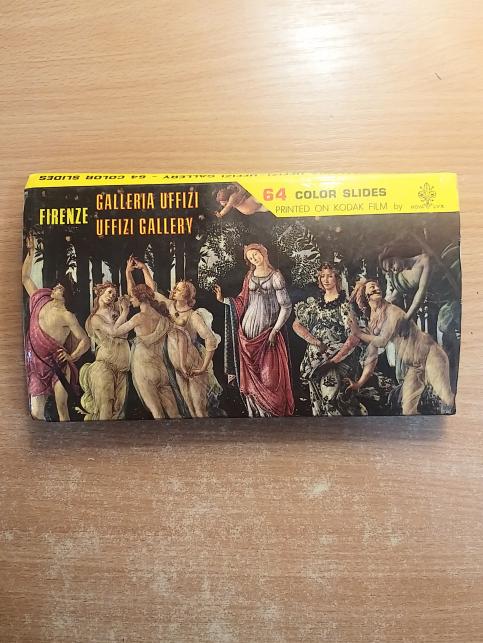 UFFIZI GALLERY - 64 COLOR SLIDES
FIRENZE
GALLERIA UFFIZI
UFFIZI GALLERY
64 COLOR SLIDES
PRINTED ON KODAK FILM by